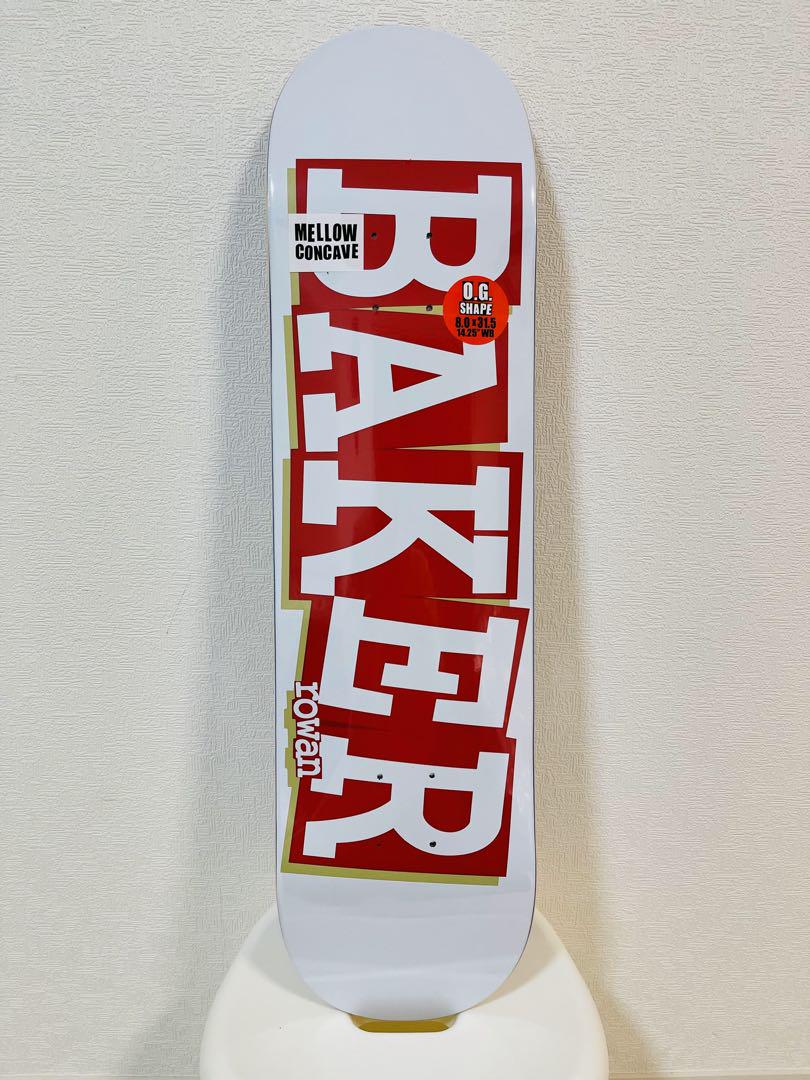 MELLOW
CONCAVE
O.G.
SHAPE
8.0 x 31.5
14.25" WB
BAKER
rowan